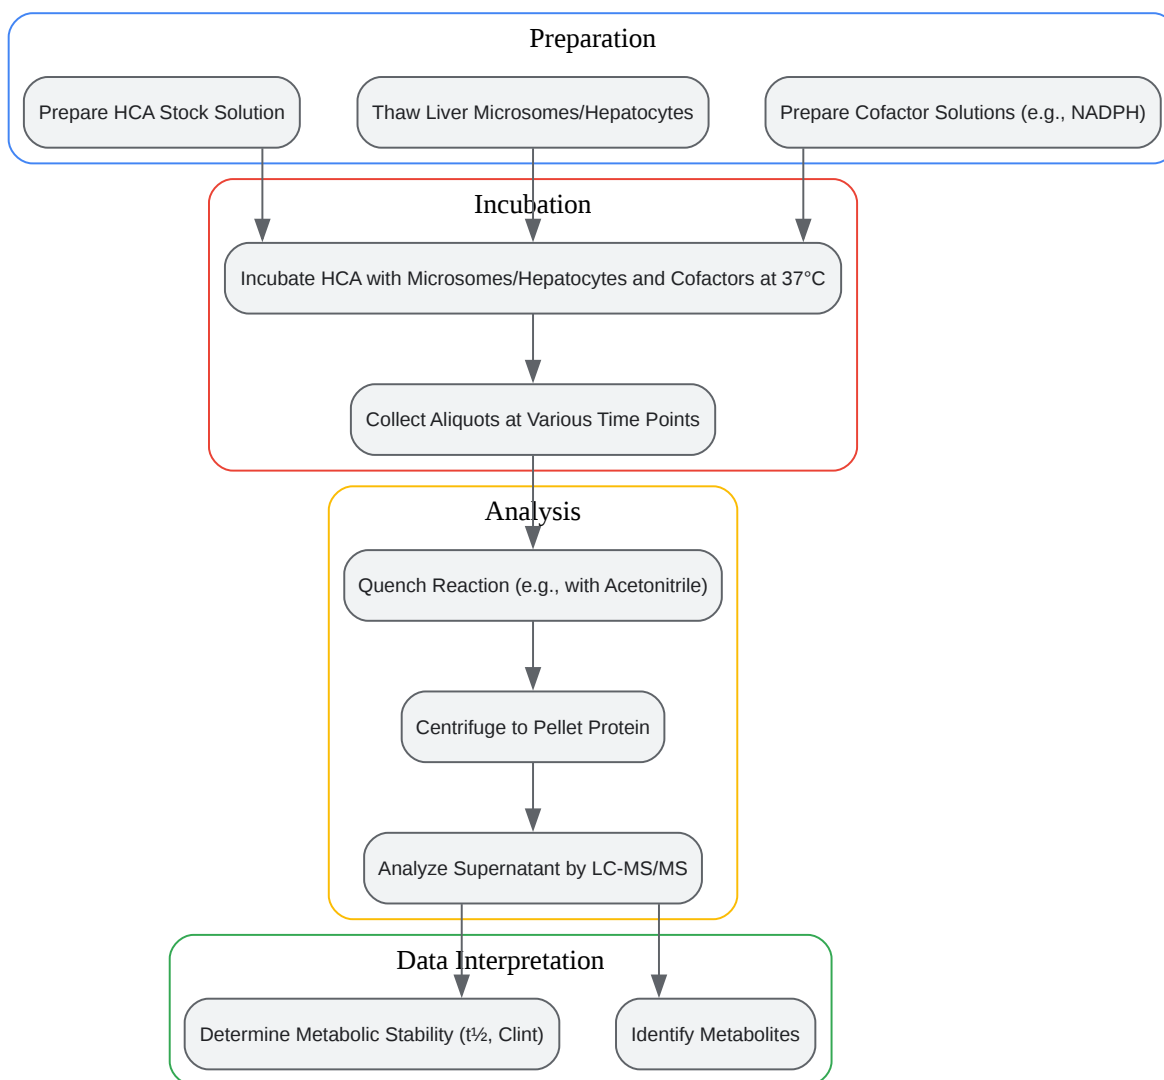 Preparation
Prepare HCA Stock Solution
Thaw Liver Microsomes/Hepatocytes
Prepare Cofactor Solutions (e.g., NADPH)
Incubation
Incubate HCA with Microsomes/Hepatocytes and Cofactors at 37°C
Collect Aliquots at Various Time Points
Analysis
Quench Reaction (e.g., with Acetonitrile)
Centrifuge to Pellet Protein
Analyze Supernatant by LC-MS/MS
Data Interpretation
Determine Metabolic Stability (t½, Clint)
Identify Metabolites